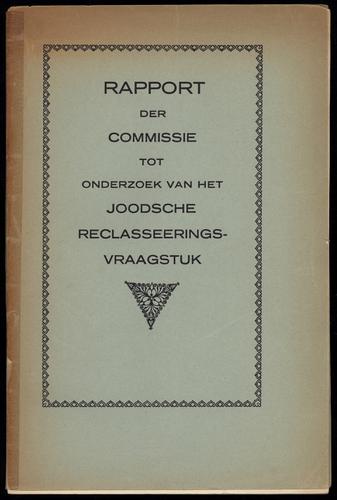 RAPPORT
DER
COMMISSIE
TOT
ONDERZOEK VAN HET
JOODSCHE
RECLASSEERINGS-
VRAAGSTUK